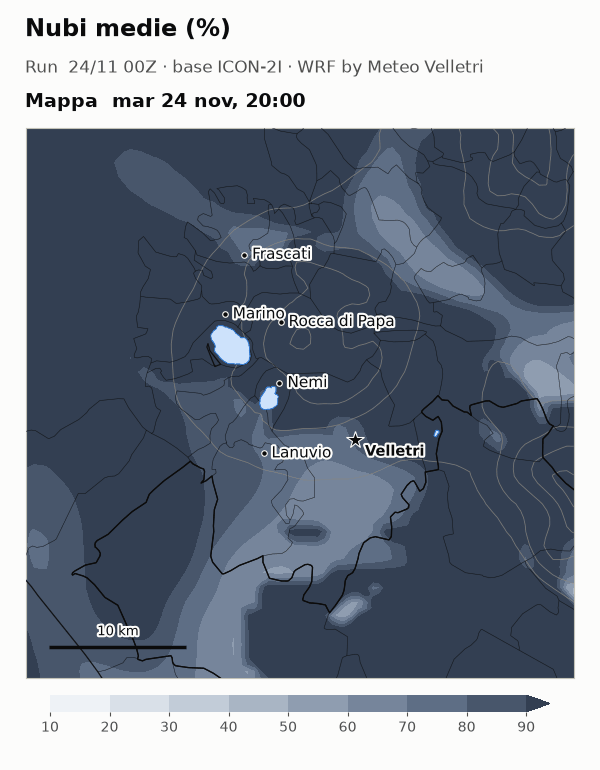 Nubi medie (%)
Run  24/11 00Z · base ICON-2I · WRF by Meteo Velletri
Mappa  mar 24 nov, 20:00
Frascati
Marino
Rocca di Papa
Nemi
Velletri
Lanuvio
10 km
10 20 30 40 50 60 70 80 90